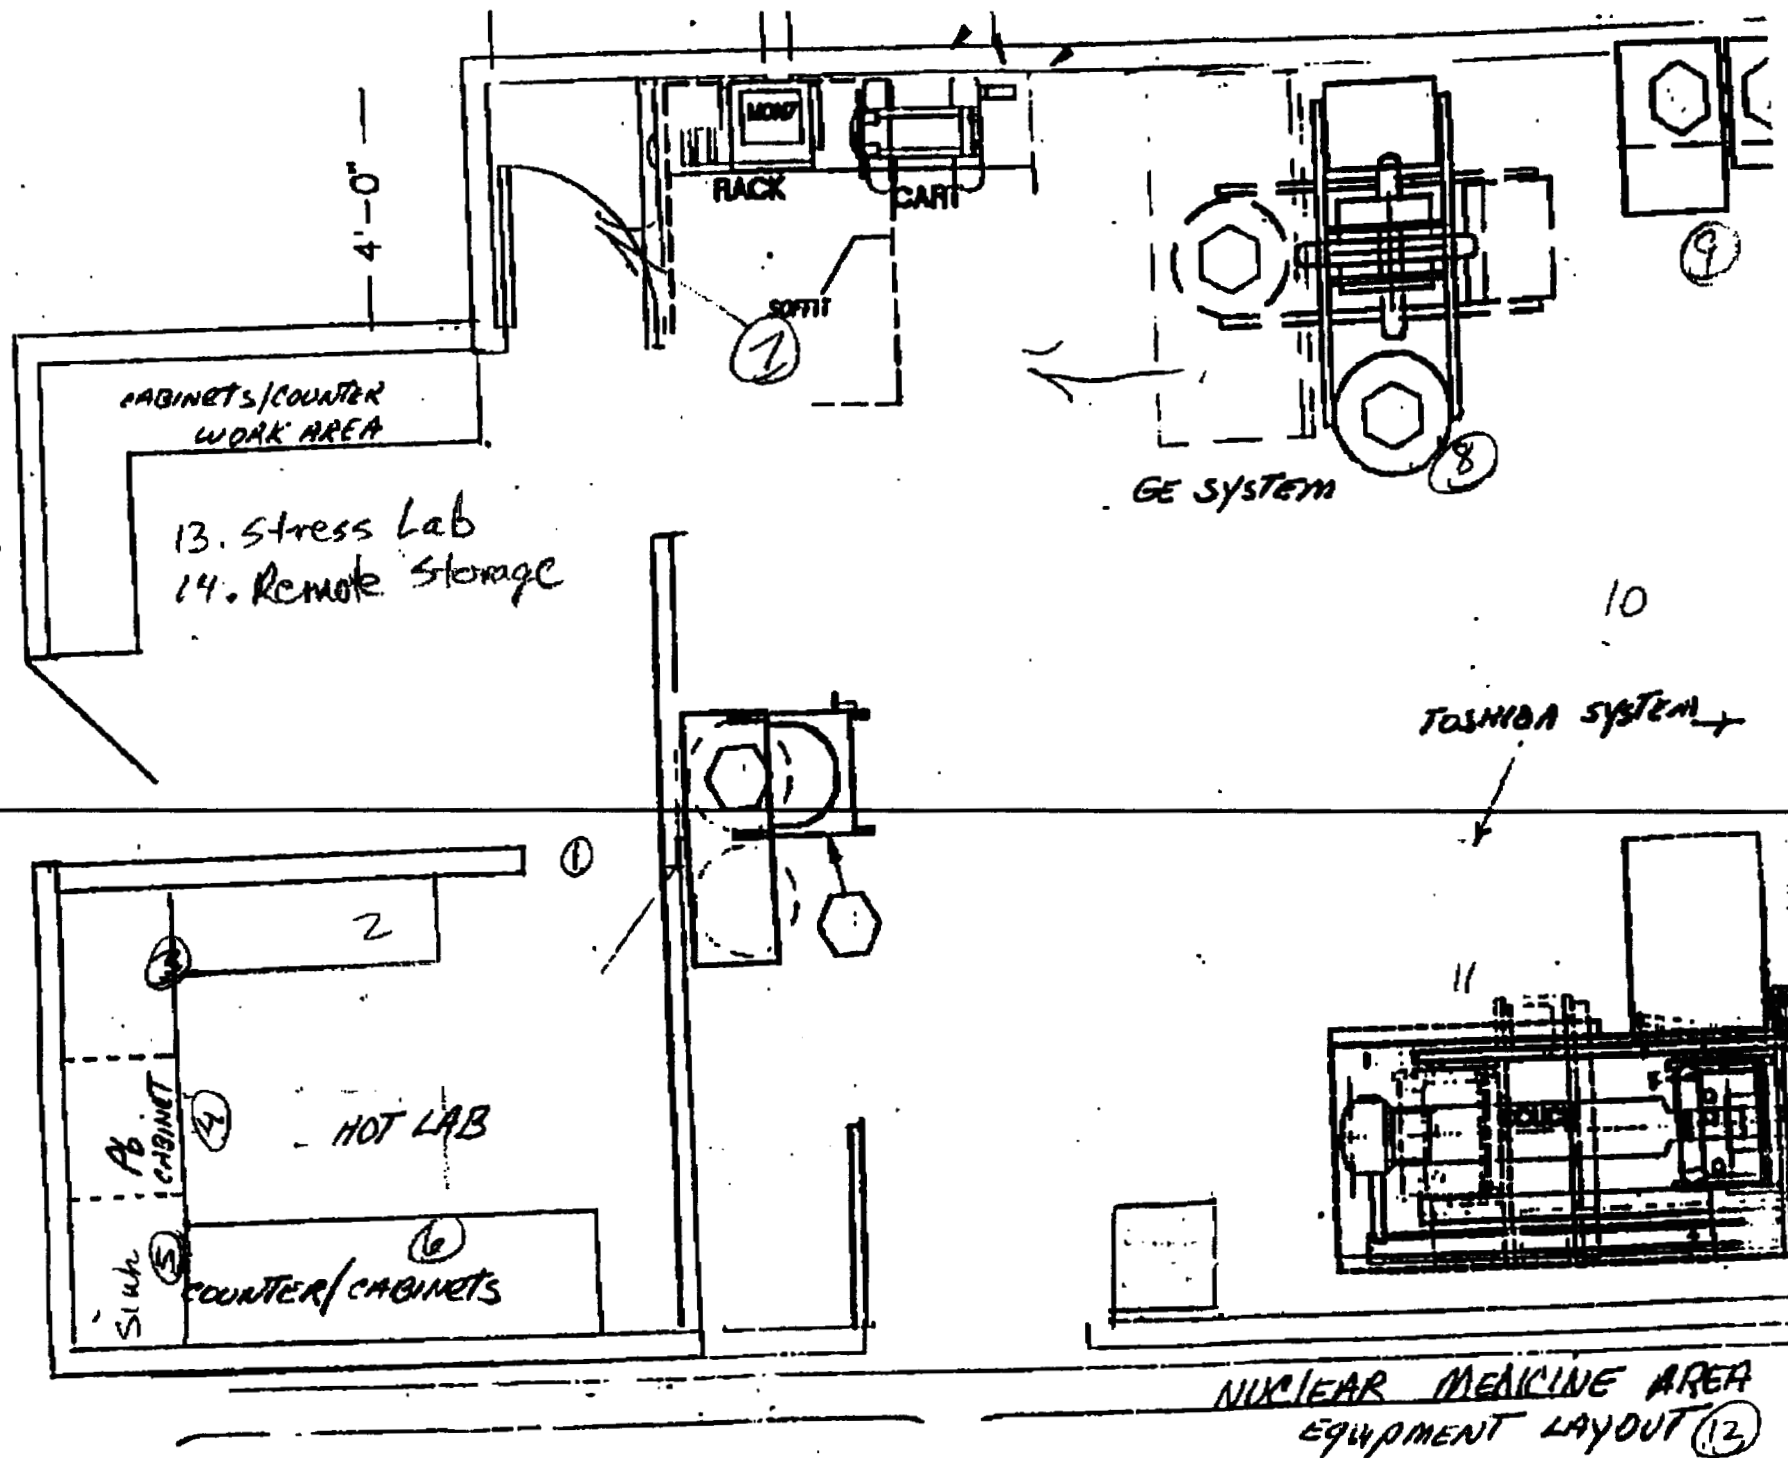 MONT
RACK
CART
4'-0"
SOFFIT
7
9
CABINETS/COUNTER
WORK AREA
8
GE SYSTEM
13. Stress Lab
14. Remote Storage
10
TOSHIBA SYSTEM
1
2
11
Pb
CABINET
4
HOT LAB
Sink
5
6
COUNTER/CABINETS
NUCLEAR MEDICINE AREA
EQUIPMENT LAYOUT 12